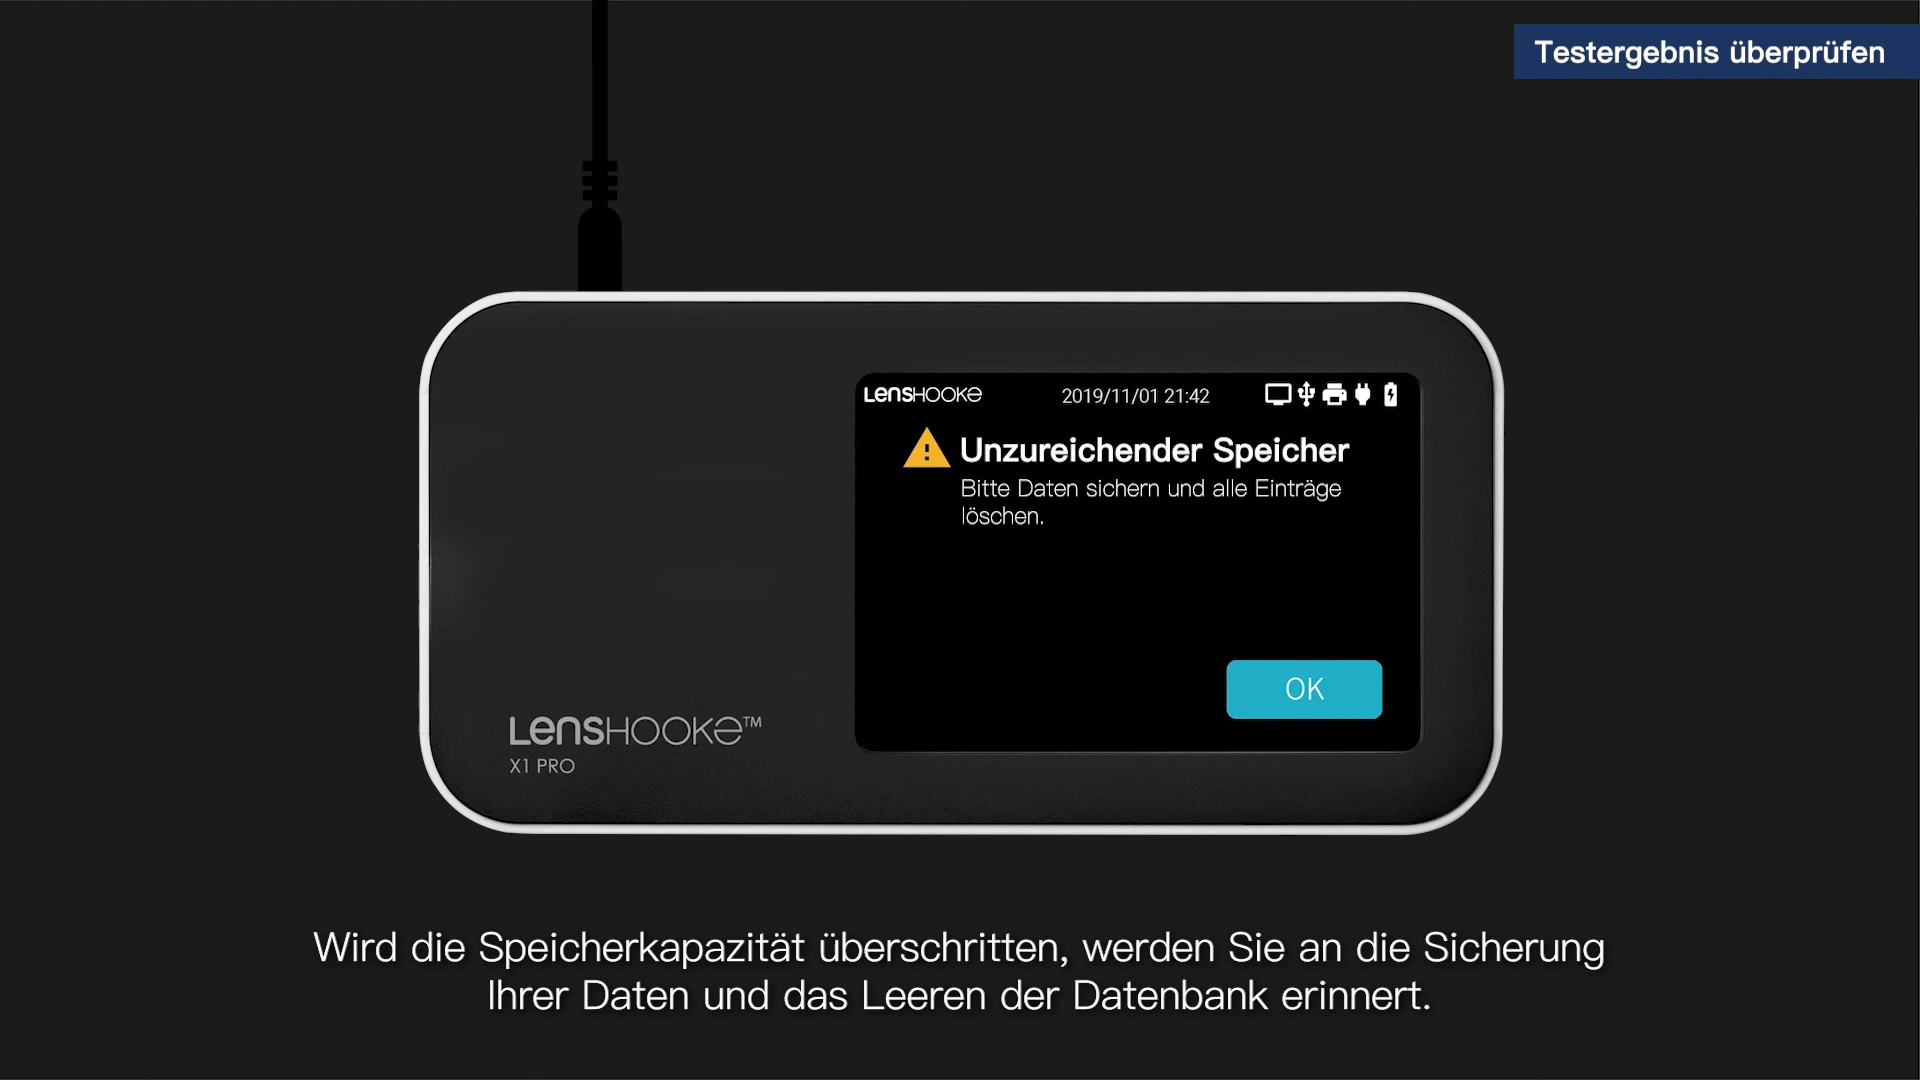 Testergebnis überprüfen
LENSHOOKE
2019/11/01 21:42
Unzureichender Speicher
Bitte Daten sichern und alle Einträge
löschen.
OK
LENSHOOKE™
X1 PRO
Wird die Speicherkapazität überschritten, werden Sie an die Sicherung
Ihrer Daten und das Leeren der Datenbank erinnert.